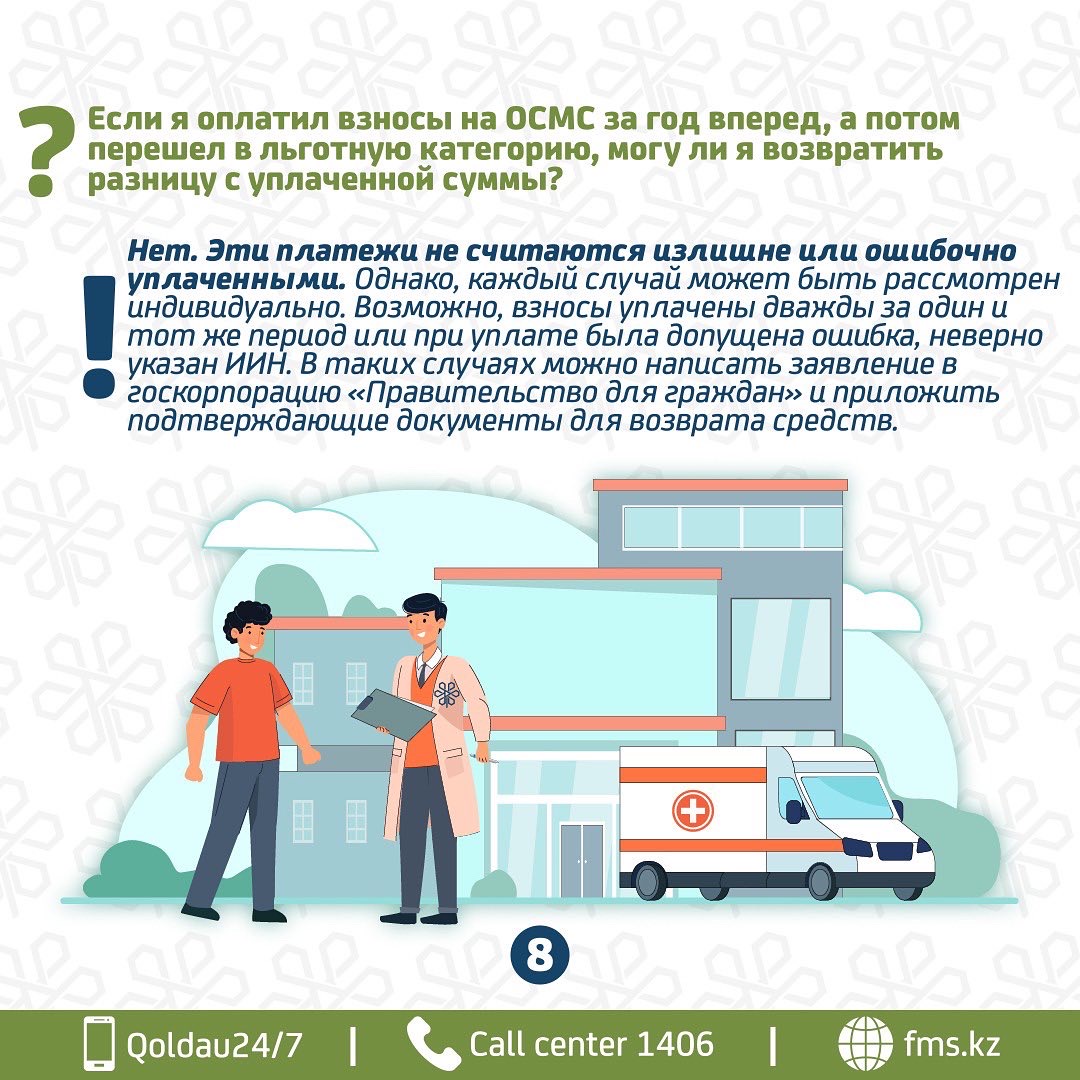 ?
Если я оплатил взносы на ОСМС за год вперед, а потом
перешел в льготную категорию, могу ли я возвратить
разницу с уплаченной суммы?
!
Нет. Эти платежи не считаются излишне или ошибочно
уплаченными. Однако, каждый случай может быть рассмотрен
индивидуально. Возможно, взносы уплачены дважды за один и
тот же период или при уплате была допущена ошибка, неверно
указан ИИН. В таких случаях можно написать заявление в
госкорпорацию «Правительство для граждан» и приложить
подтверждающие документы для возврата средств.
8
Qoldau24/7 | Call center 1406 | fms.kz